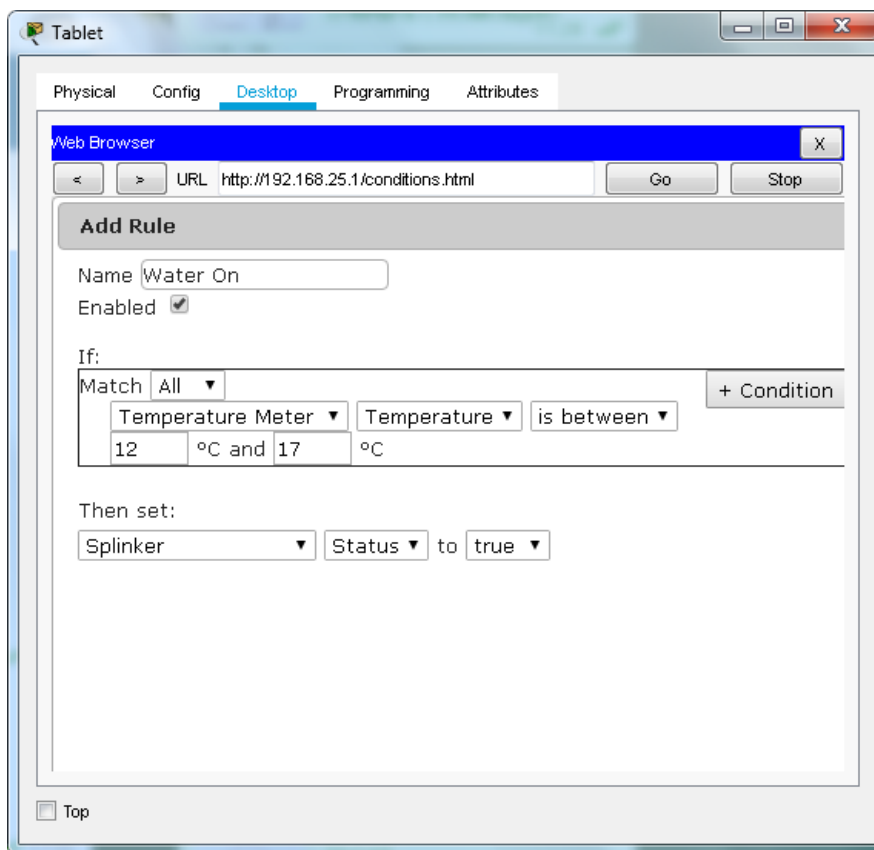 Tablet
Physical Config Desktop Programming Attributes
Web Browser X
< > URL http://192.168.25.1/conditions.html Go Stop
Add Rule
Name Water On
Enabled
If:
Match All + Condition
Temperature Meter Temperature is between
12 °C and 17 °C
Then set:
Splinker Status to true
Top